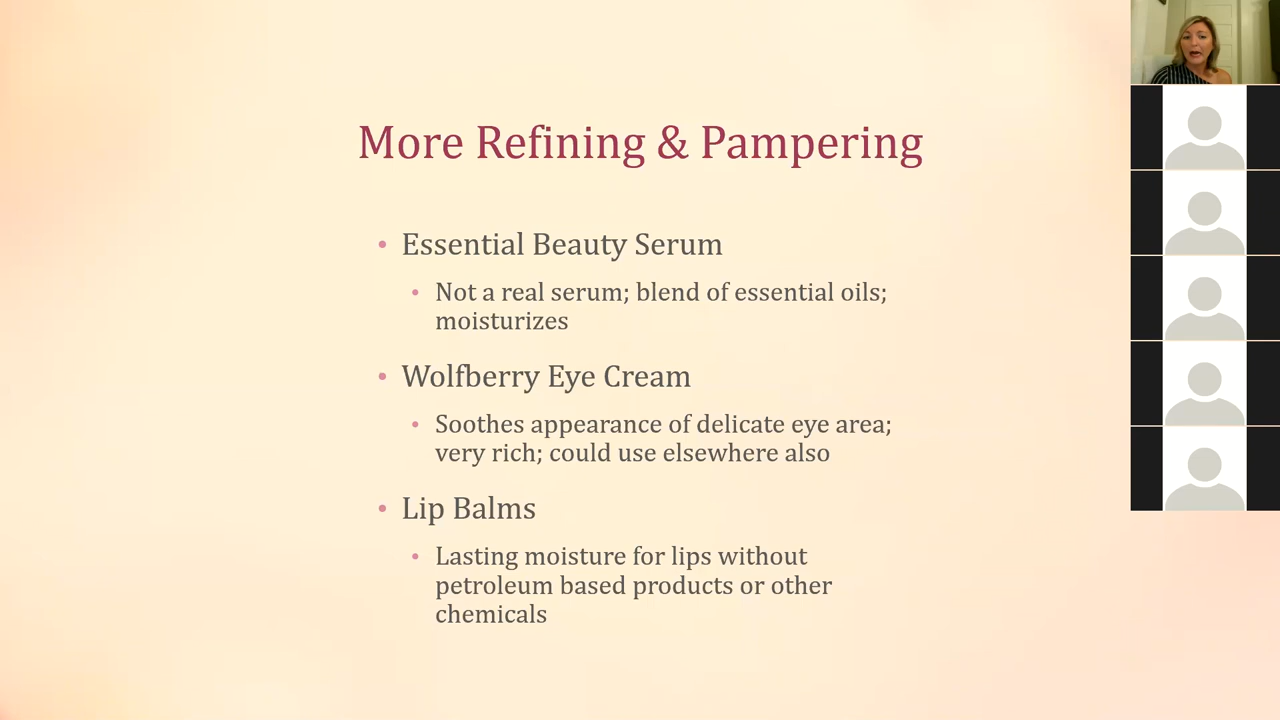 More Refining & Pampering
• Essential Beauty Serum
• Not a real serum; blend of essential oils;
moisturizes
• Wolfberry Eye Cream
• Soothes appearance of delicate eye area;
very rich; could use elsewhere also
• Lip Balms
• Lasting moisture for lips without
petroleum based products or other
chemicals